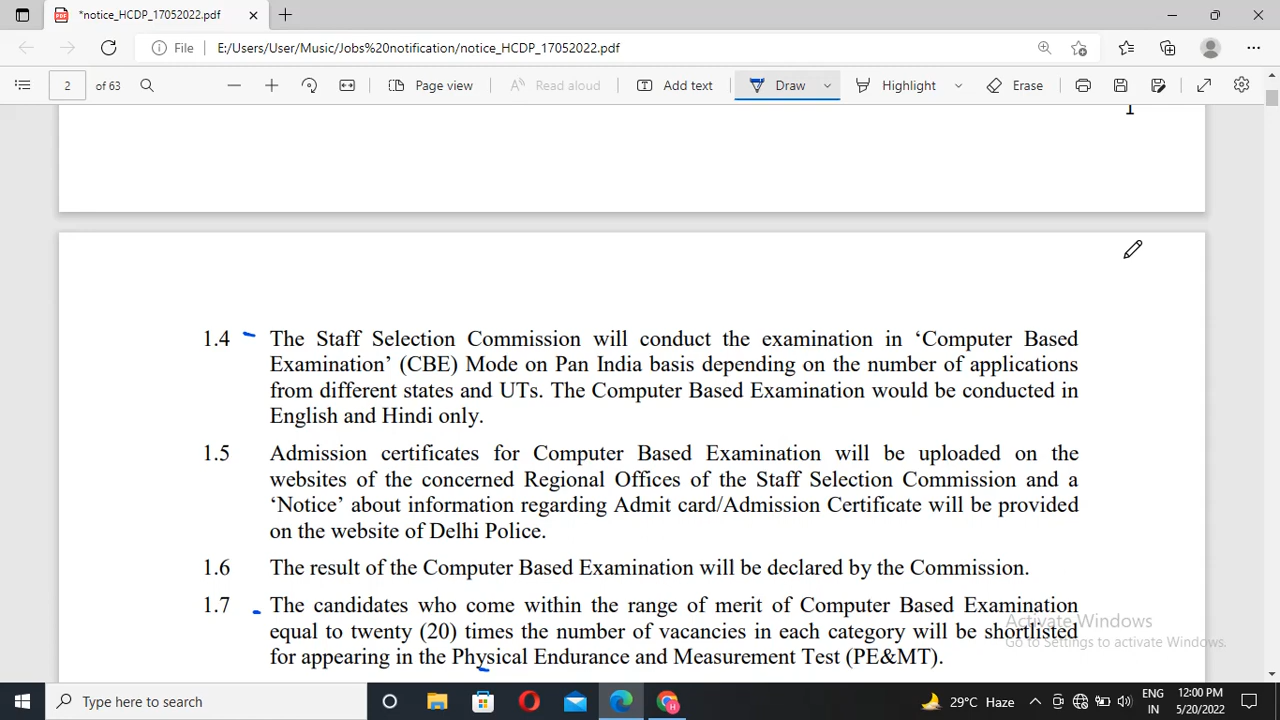 *notice_HCDP_17052022.pdf
File E:/Users/User/Music/Jobs%20notification/notice_HCDP_17052022.pdf
2 of 63 Page view Read aloud Add text Draw Highlight Erase
1.4 The Staff Selection Commission will conduct the examination in ‘Computer Based
Examination’ (CBE) Mode on Pan India basis depending on the number of applications
from different states and UTs. The Computer Based Examination would be conducted in
English and Hindi only.
1.5 Admission certificates for Computer Based Examination will be uploaded on the
websites of the concerned Regional Offices of the Staff Selection Commission and a
‘Notice’ about information regarding Admit card/Admission Certificate will be provided
on the website of Delhi Police.
1.6 The result of the Computer Based Examination will be declared by the Commission.
1.7 The candidates who come within the range of merit of Computer Based Examination
equal to twenty (20) times the number of vacancies in each category will be shortlisted
for appearing in the Physical Endurance and Measurement Test (PE&MT).
Activate Windows
Go to Settings to activate Windows.
Type here to search
29°C Haze
ENG
IN
12:00 PM
5/20/2022